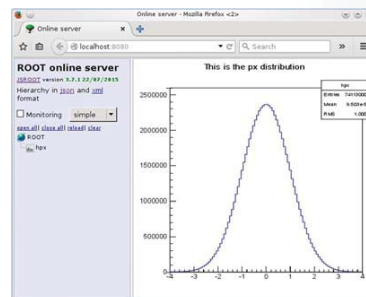 Online server - Mozilla Firefox <2>
Online server
localhost:8080
Search
ROOT online server
JSROOT version 3.7.1 22/07/2015
Hierarchy in json and xml
format
Monitoring simple
open all| close all| reload| clear
ROOT
hpx
This is the px distribution
hpx
Entries
Mean
RMS
2500000
2000000
1500000
1000000
500000
0
-4 -3 -2 -1 0 1 2 3 4